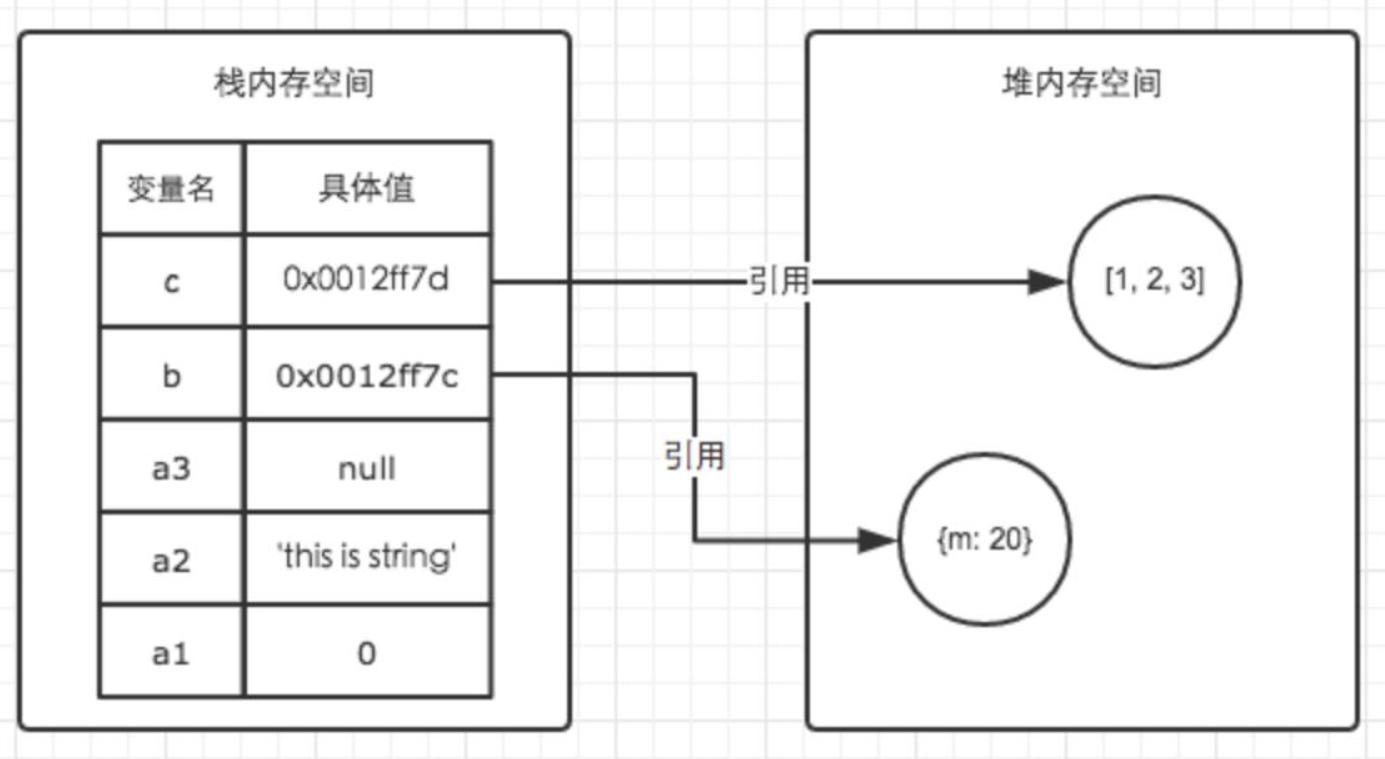 栈内存空间
变量名 具体值
c 0x0012ff7d
b 0x0012ff7c
a3 null
a2 'this is string'
a1 0
引用
引用
堆内存空间
[1, 2, 3]
{m: 20}